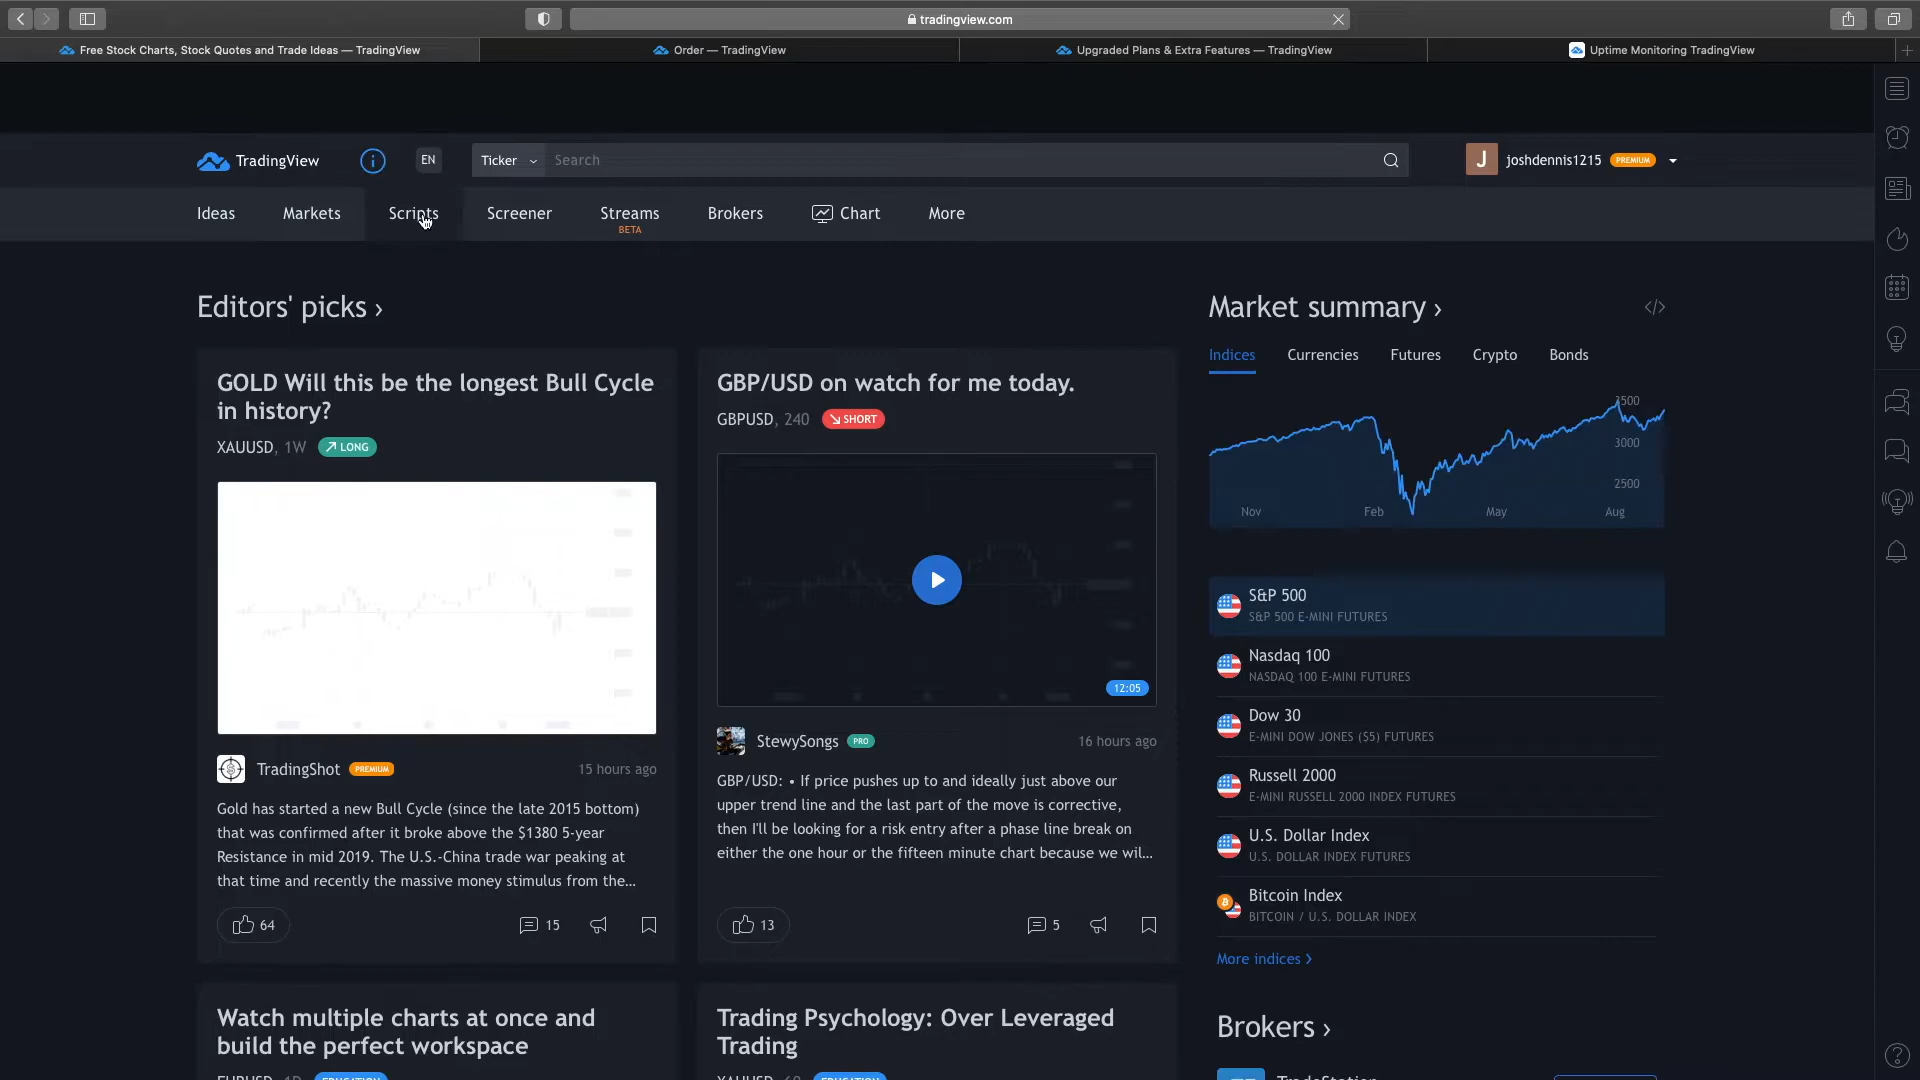 tradingview.com
Free Stock Charts, Stock Quotes and Trade Ideas — TradingView
Order — TradingView
Upgraded Plans & Extra Features — TradingView
Uptime Monitoring TradingView
TradingView
EN
Ticker
Search
J
joshdennis1215
PREMIUM
Ideas
Markets
Scripts
Screener
Streams
BETA
Brokers
Chart
More
Editors' picks ›
GOLD Will this be the longest Bull Cycle
in history?
XAUUSD, 1W
LONG
TradingShot
PREMIUM
15 hours ago
Gold has started a new Bull Cycle (since the late 2015 bottom)
that was confirmed after it broke above the $1380 5-year
Resistance in mid 2019. The U.S.-China trade war peaking at
that time and recently the massive money stimulus from the…
64
15
GBP/USD on watch for me today.
GBPUSD, 240
SHORT
12:05
StewySongs
PRO
16 hours ago
GBP/USD: • If price pushes up to and ideally just above our
upper trend line and the last part of the move is corrective,
then I'll be looking for a risk entry after a phase line break on
either the one hour or the fifteen minute chart because we wil…
13
5
Watch multiple charts at once and
build the perfect workspace
EURUSD, 1D
EDUCATION
Trading Psychology: Over Leveraged
Trading
XAUUSD, 60
EDUCATION
Market summary ›
Indices
Currencies
Futures
Crypto
Bonds
3500
3000
2500
Nov
Feb
May
Aug
S&P 500
S&P 500 E-MINI FUTURES
Nasdaq 100
NASDAQ 100 E-MINI FUTURES
Dow 30
E-MINI DOW JONES ($5) FUTURES
Russell 2000
E-MINI RUSSELL 2000 INDEX FUTURES
U.S. Dollar Index
U.S. DOLLAR INDEX FUTURES
Bitcoin Index
BITCOIN / U.S. DOLLAR INDEX
More indices ›
Brokers ›
TradeStation